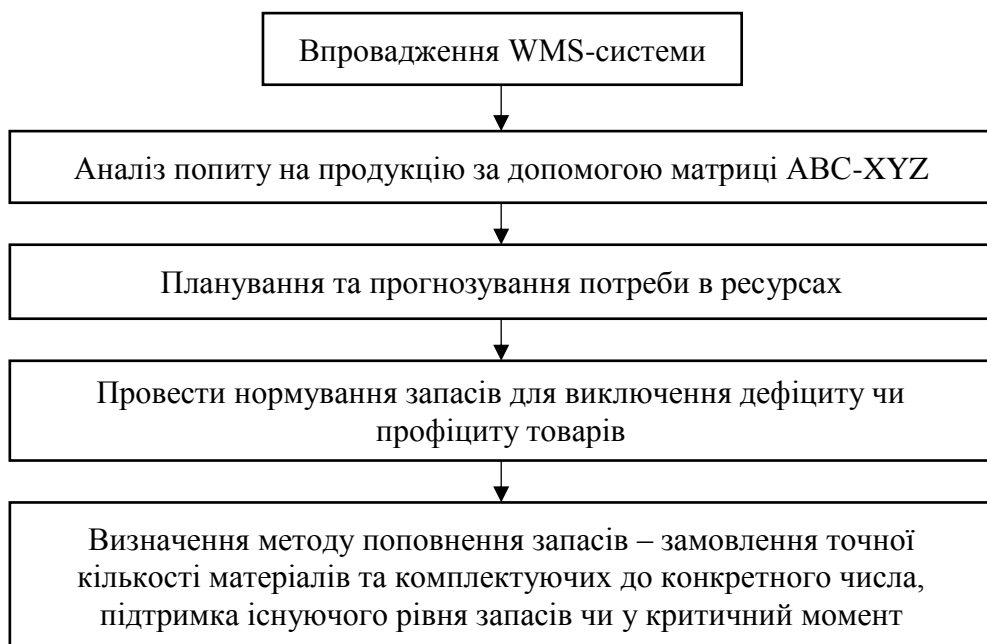 Впровадження WMS-системи
Аналіз попиту на продукцію за допомогою матриці ABC-XYZ
Планування та прогнозування потреби в ресурсах
Провести нормування запасів для виключення дефіциту чи
профіциту товарів
Визначення методу поповнення запасів – замовлення точної
кількості матеріалів та комплектуючих до конкретного числа,
підтримка існуючого рівня запасів чи у критичний момент